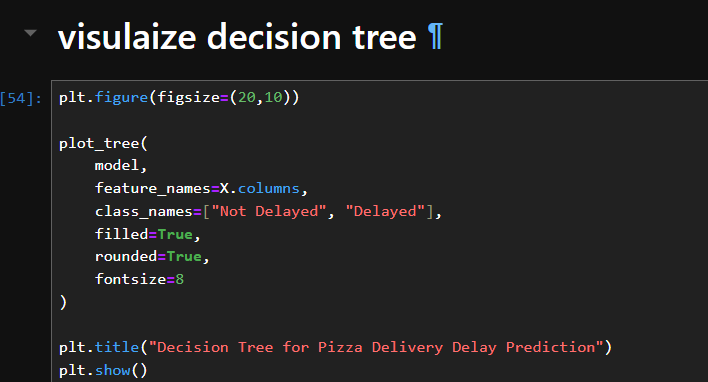 visulaize decision tree ¶
[54]:
plt.figure(figsize=(20,10))
plot_tree(
    model,
    feature_names=X.columns,
    class_names=["Not Delayed", "Delayed"],
    filled=True,
    rounded=True,
    fontsize=8
)
plt.title("Decision Tree for Pizza Delivery Delay Prediction")
plt.show()